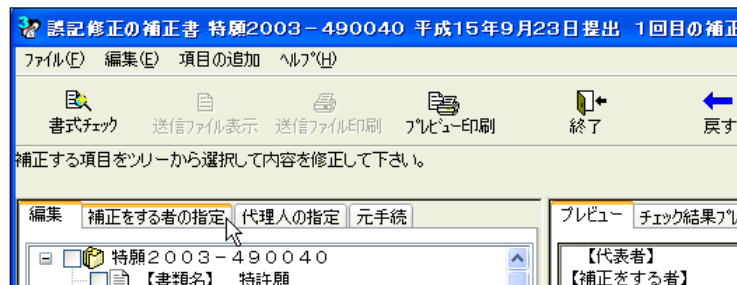 誤記修正の補正書 特願2003-490040 平成15年9月23日提出 1回目の補正
ファイル(F) 編集(E) 項目の追加 ヘルプ(H)
書式チェック 送信ファイル表示 送信ファイル印刷 プレビュー印刷 終了 戻す
補正する項目をツリーから選択して内容を修正して下さい。
編集 補正をする者の指定 代理人の指定 元手続 プレビュー チェック結果プレ
特願2003-490040 【代表者】
【書類名】 特許願 【補正をする者】